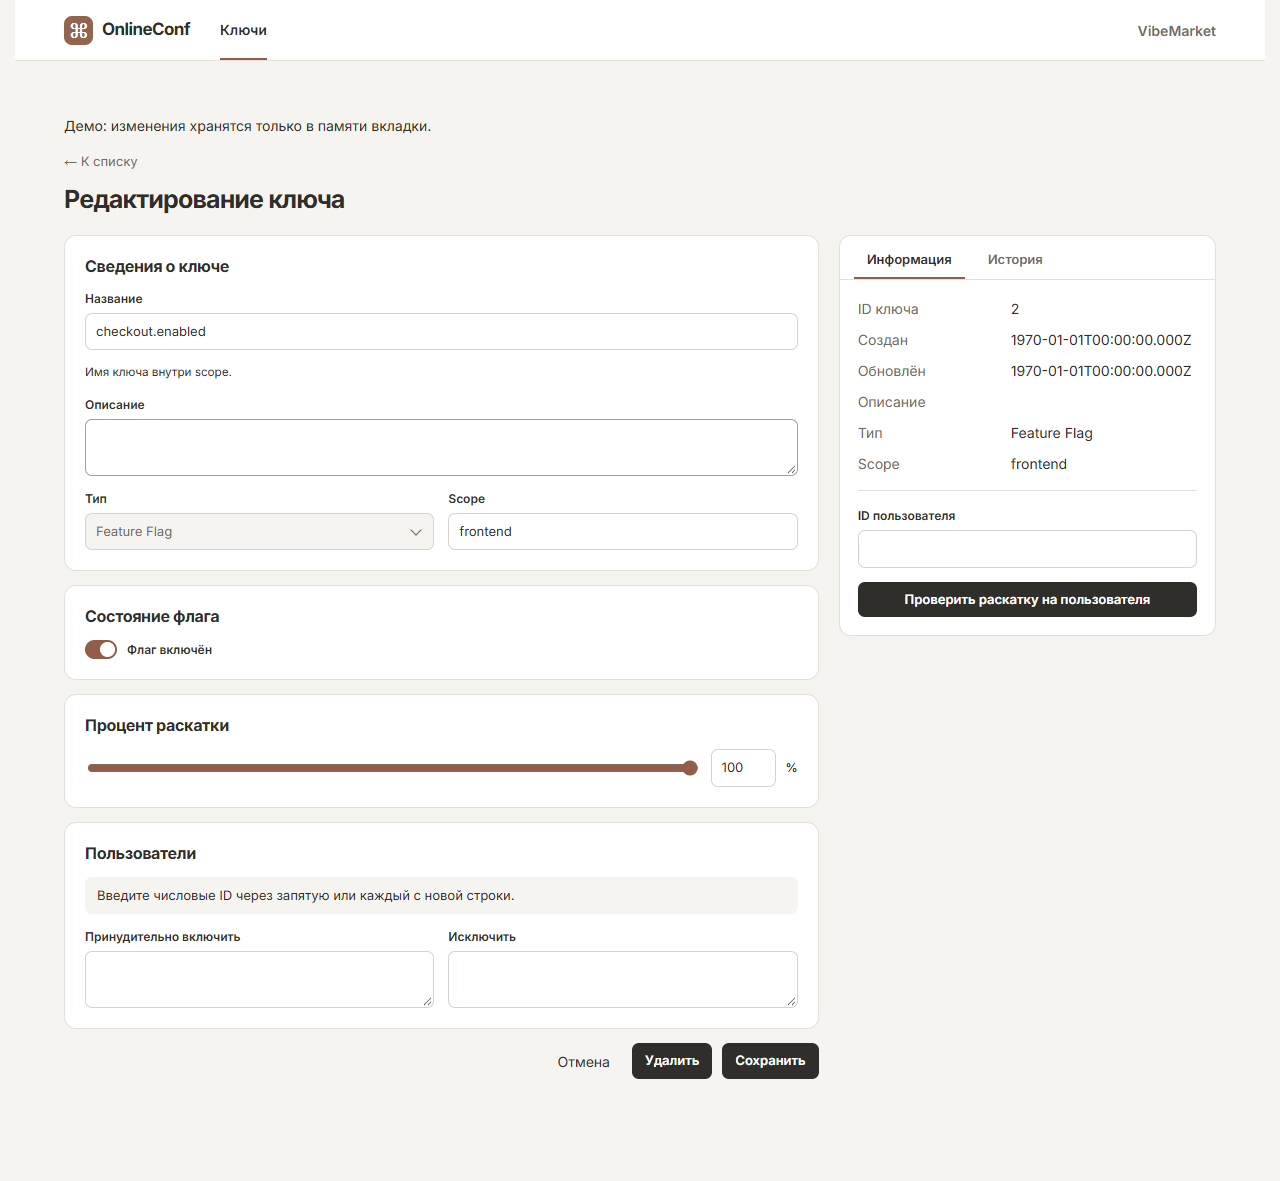 OnlineConf
Ключи
VibeMarket
Демо: изменения хранятся только в памяти вкладки.
← К списку
Редактирование ключа
Сведения о ключе
Название
checkout.enabled
Имя ключа внутри scope.
Описание
Тип
Scope
Feature Flag
frontend
Состояние флага
Флаг включён
Процент раскатки
100 %
Пользователи
Введите числовые ID через запятую или каждый с новой строки.
Принудительно включить
Исключить
Отмена
Удалить
Сохранить
Информация
История
ID ключа 2
Создан 1970-01-01T00:00:00.000Z
Обновлён 1970-01-01T00:00:00.000Z
Описание
Тип Feature Flag
Scope frontend
ID пользователя
Проверить раскатку на пользователя